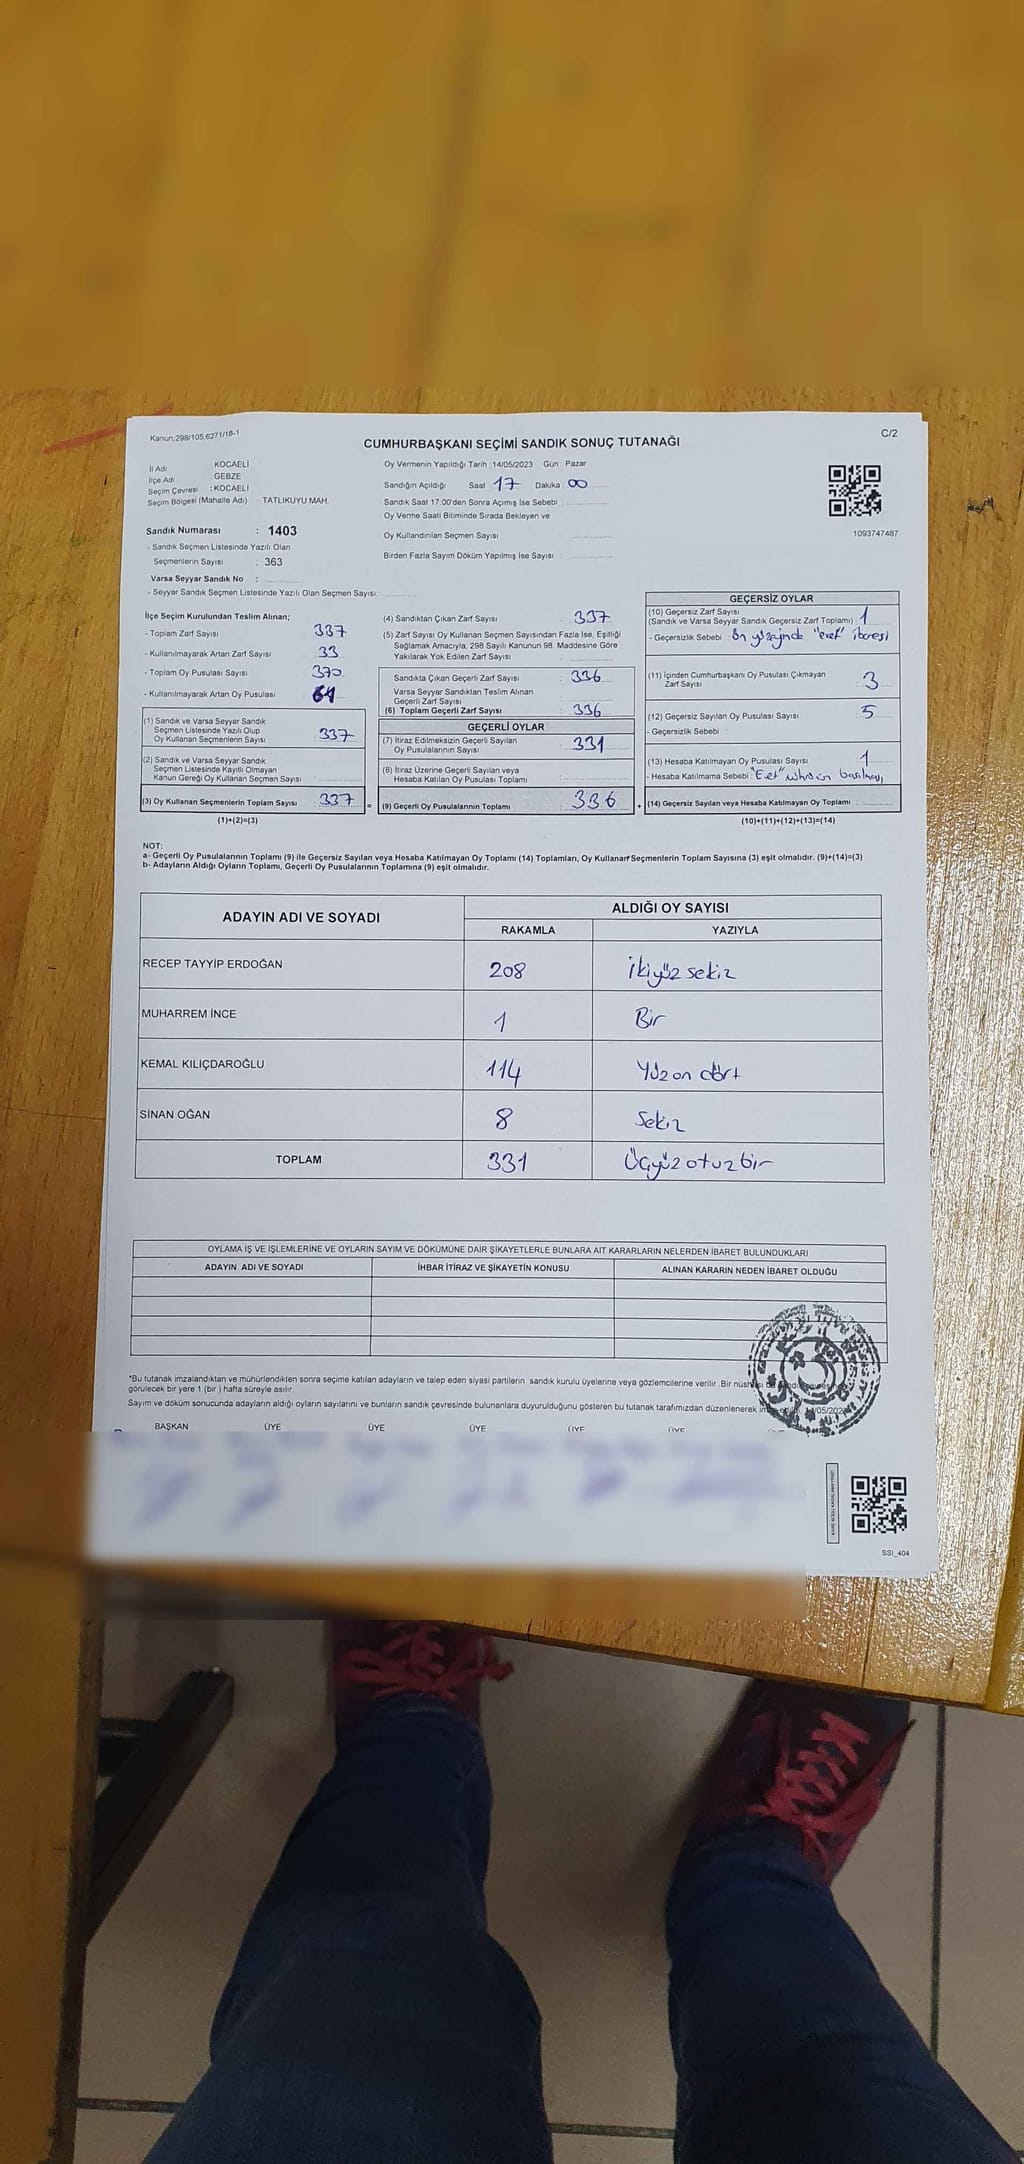 Kanun.298/105,6271/18-1
CUMHURBAŞKANI SEÇİMİ SANDIK SONUÇ TUTANAĞI
C/2
İl Adı KOCAELİ
İlçe Adı GEBZE
Seçim Çevresi : KOCAELİ
Seçim Bölgesi (Mahalle Adı) TATLIKUYU MAH.
Oy Vermenin Yapıldığı Tarih :14/05/2023 Gün Pazar
Sandığın Açıldığı Saat 17 Dakika 00
Sandık Saat 17:00'den Sonra Açımış İse Sebebi :
Oy Verme Saati Bitiminde Sırada Bekleyen ve
Oy Kullandırılan Seçmen Sayısı :
Birden Fazla Sayım Döküm Yapılmış İse Sayısı :
1093747487
Sandık Numarası : 1403
- Sandık Seçmen Listesinde Yazılı Olan
Seçmenlerin Sayısı : 363
Varsa Seyyar Sandık No :
- Seyyar Sandık Seçmen Listesinde Yazılı Olan Seçmen Sayısı:
İlçe Seçim Kurulundan Teslim Alınan;
- Toplam Zarf Sayısı : 337
- Kullanılmayarak Artan Zarf Sayısı : 33
- Toplam Oy Pusulası Sayısı : 370
- Kullanılmayarak Artan Oy Pusulası :
(1) Sandık ve Varsa Seyyar Sandık
Seçmen Listesinde Yazılı Olup
Oy Kullanan Seçmenlerin Sayısı : 337
(2) Sandık ve Varsa Seyyar Sandık
Seçmen Listesinde Kayıtlı Olmayan
Kanun Gereği Oy Kullanan Seçmen Sayısı :
(3) Oy Kullanan Seçmenlerin Toplam Sayısı : 337
(1)+(2)=(3)
(4) Sandıktan Çıkan Zarf Sayısı : 337
(5) Zarf Sayısı Oy Kullanan Seçmen Sayısından Fazla İse, Eşitliği
Sağlamak Amacıyla; 298 Sayılı Kanunun 98. Maddesine Göre
Yakılarak Yok Edilen Zarf Sayısı :
Sandıkta Çıkan Geçerli Zarf Sayısı : 336
Varsa Seyyar Sandıktan Teslim Alınan
Geçerli Zarf Sayısı :
(6) Toplam Geçerli Zarf Sayısı : 336
GEÇERLİ OYLAR
(7) İtiraz Edilmeksizin Geçerli Sayılan
Oy Pusulalarının Sayısı : 331
(8) İtiraz Üzerine Geçerli Sayılan veya
Hesaba Katılan Oy Pusulası Toplamı :
= (9) Geçerli Oy Pusulalarının Toplamı : 336
GEÇERSİZ OYLAR
(10) Geçersiz Zarf Sayısı
(Sandık ve Varsa Seyyar Sandık Geçersiz Zarf Toplamı) : 1
- Geçersizlik Sebebi : ön yüzeyinde "evet" ibaresi
(11) İçinden Cumhurbaşkanı Oy Pusulası Çıkmayan
Zarf Sayısı : 3
(12) Geçersiz Sayılan Oy Pusulası Sayısı : 5
- Geçersizlik Sebebi :
(13) Hesaba Katılmayan Oy Pusulası Sayısı : 1
- Hesaba Katılmama Sebebi :
+ (14) Geçersiz Sayılan veya Hesaba Katılmayan Oy Toplamı :
(10)+(11)+(12)+(13)=(14)
NOT:
a- Geçerli Oy Pusulalarının Toplamı (9) ile Geçersiz Sayılan veya Hesaba Katılmayan Oy Toplamı (14) Toplamları, Oy Kullanan Seçmenlerin Toplam Sayısına (3) eşit olmalıdır. (9)+(14)=(3)
b- Adayların Aldığı Oyların Toplamı, Geçerli Oy Pusulalarının Toplamına (9) eşit olmalıdır.
ADAYIN ADI VE SOYADI
ALDIĞI OY SAYISI
RAKAMLA YAZIYLA
RECEP TAYYİP ERDOĞAN 208 İkiyüz sekiz
MUHARREM İNCE 1 Bir
KEMAL KILIÇDAROĞLU 114 Yüz on dört
SİNAN OĞAN 8 Sekiz
TOPLAM 331 Üçyüz otuz bir
OYLAMA İŞ VE İŞLEMLERİNE VE OYLARIN SAYIM VE DÖKÜMÜNE DAİR ŞİKAYETLERLE BUNLARA AİT KARARLARIN NELERDEN İBARET BULUNDUKLARI
ADAYIN ADI VE SOYADI İHBAR İTİRAZ VE ŞİKAYETİN KONUSU ALINAN KARARIN NEDEN İBARET OLDUĞU
*Bu tutanak imzalandıktan ve mühürlendikten sonra seçime katılan adayların ve talep eden siyasi partilerin sandık kurulu üyelerine veya gözlemcilerine verilir. Bir
görülecek bir yere 1 (bir) hafta süreyle asılır.
Sayım ve döküm sonucunda adayların aldığı oyların sayılarını ve bunların sandık çevresinde bulunanlara duyurulduğunu gösteren bu tutanak tarafımızdan düzenlenerek
BAŞKAN ÜYE ÜYE ÜYE ÜYE ÜYE
SSI_404